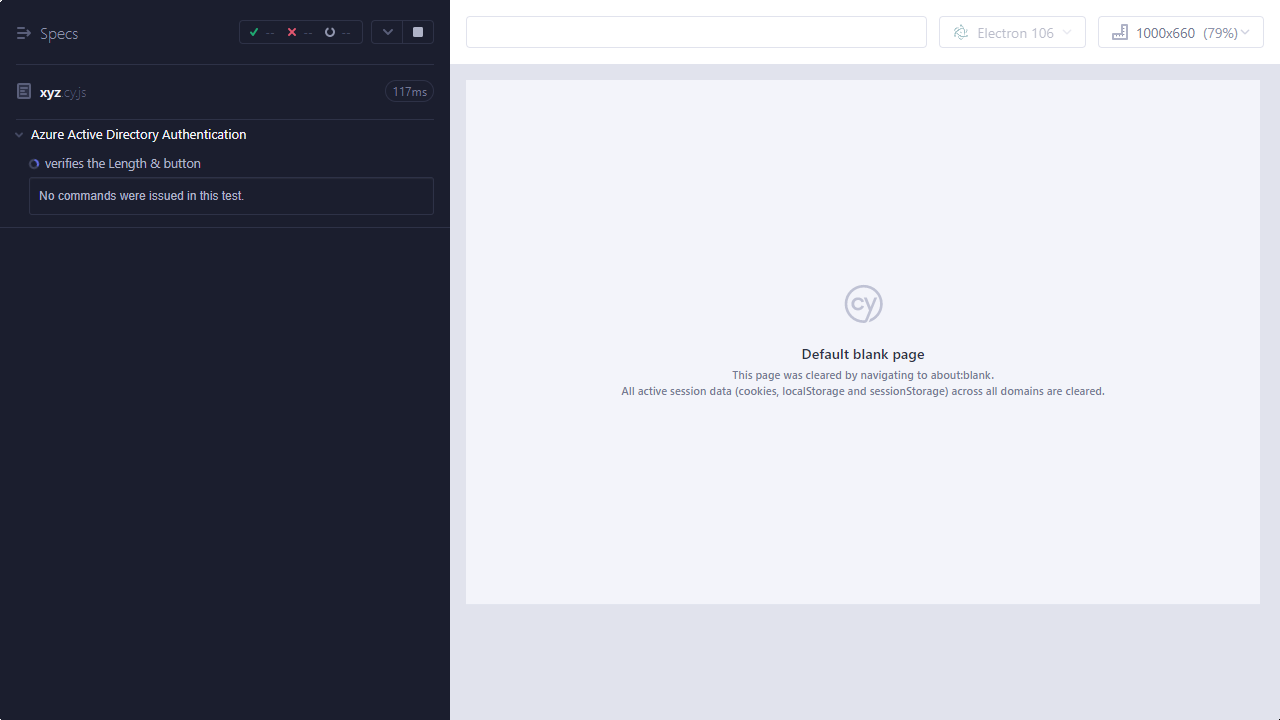 Specs
-- -- --
Electron 106
1000x660 (79%)
xyz.cy.js
117ms
Azure Active Directory Authentication
verifies the Length & button
No commands were issued in this test.
cy
Default blank page
This page was cleared by navigating to about:blank.
All active session data (cookies, localStorage and sessionStorage) across all domains are cleared.